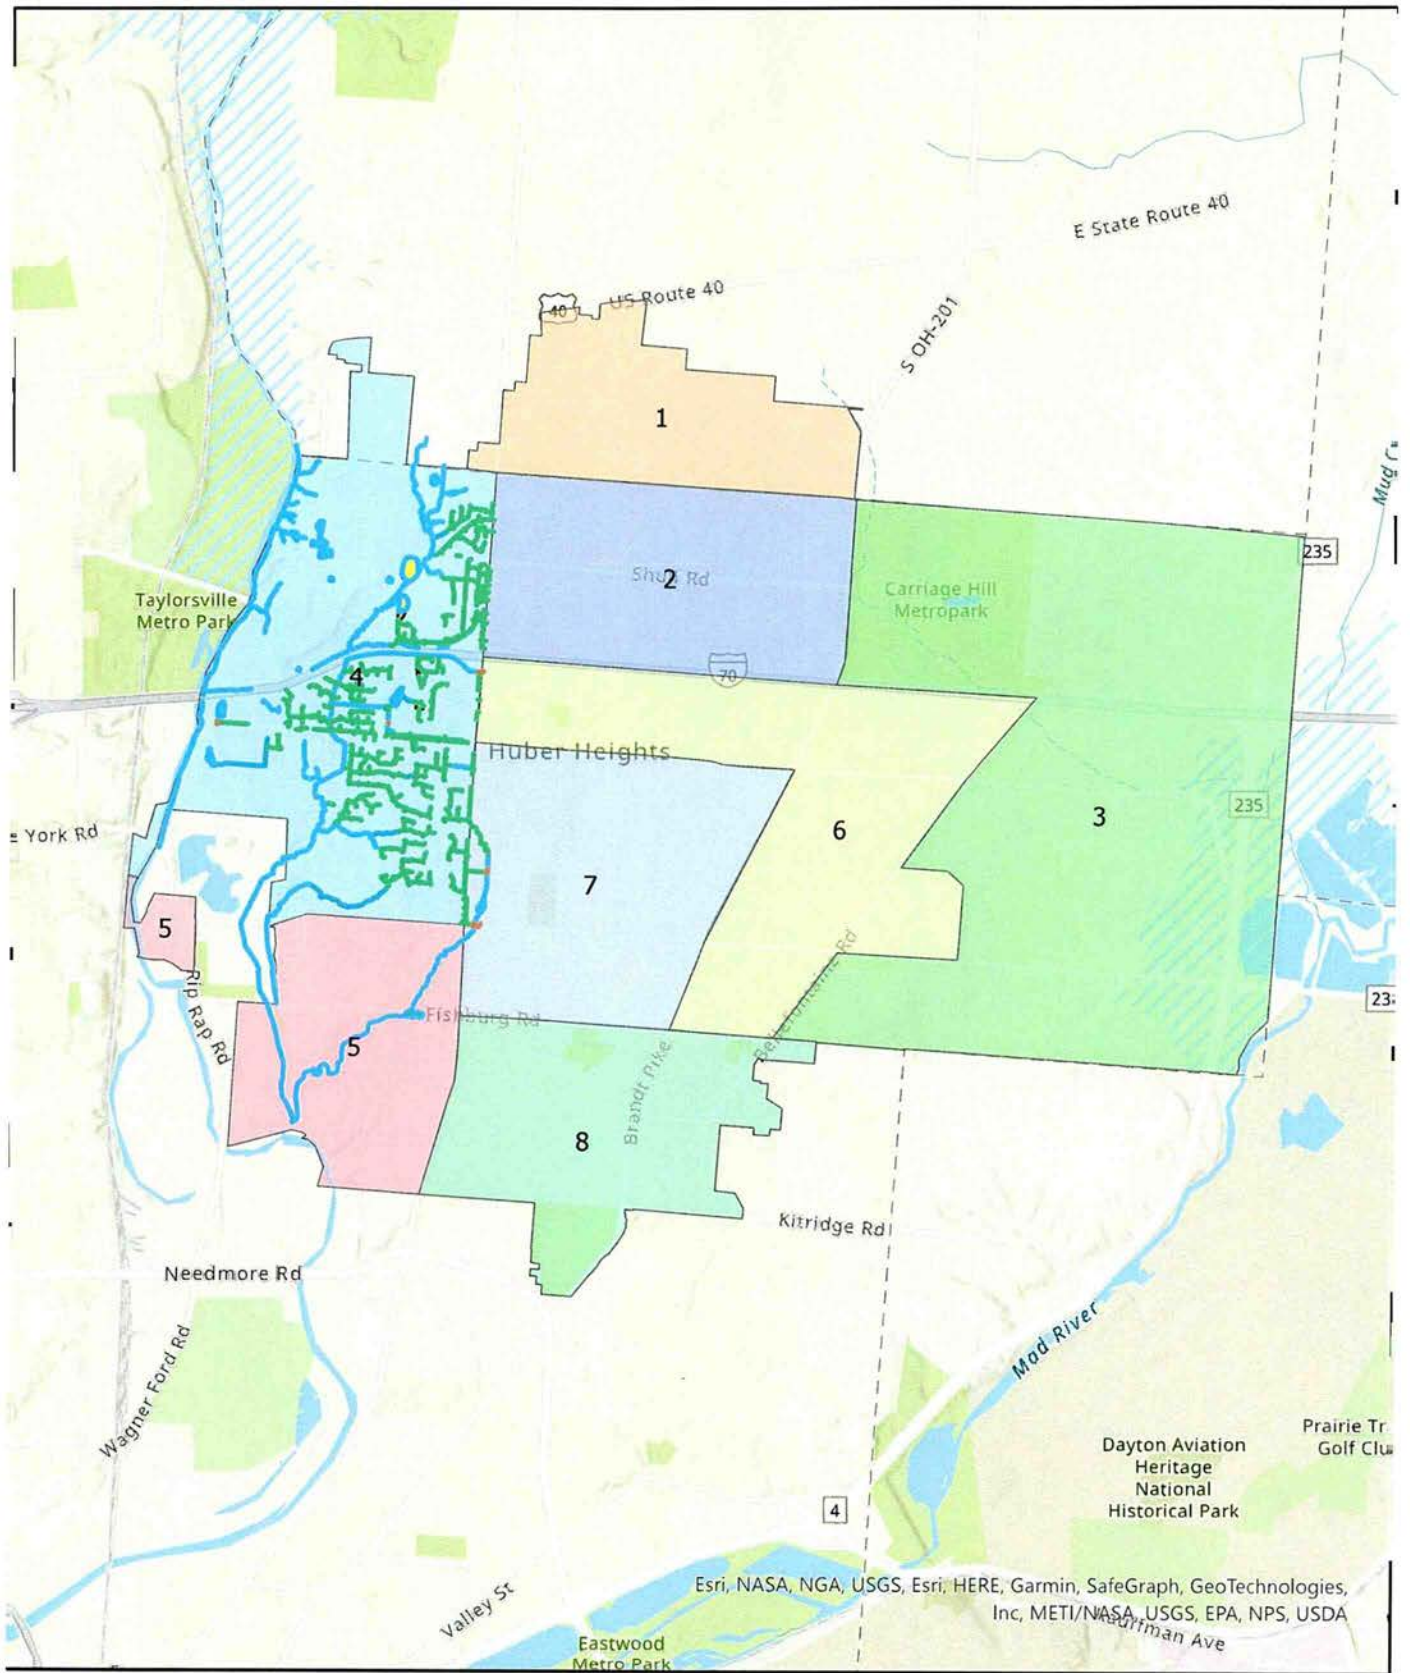 E State Route 40
US Route 40
40
S OH-201
1
Mud
235
2
Carriage Hill
Metropark
Taylorsville
Metro Park
4
70
Huber Heights
3
235
6
York Rd
7
5
Rip Rap Rd
Bellefontaine Rd
Fishburg Rd
5
Brandt Pike
8
Kitridge Rd
Needmore Rd
Wagner Ford Rd
Mad River
Prairie
Golf
Dayton Aviation
Heritage
National
Historical Park
4
Esri, NASA, NGA, USGS, Esri, HERE, Garmin, SafeGraph, GeoTechnologies,
Inc, METI/NASA, USGS, EPA, NPS, USDA
Kauffman Ave
Valley St
Eastwood
Metro Park